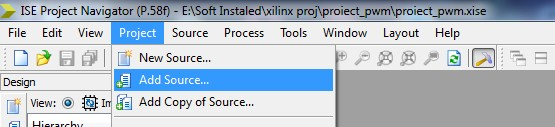 ISE Project Navigator (P.58f) - E:\Soft Instaled\xilinx proj\proiect_pwm\proiect_pwm.xise
File Edit View Project Source Process Tools Window Layout Help
New Source...
Add Source...
Add Copy of Source...
Design
View: Im
Hierarchy